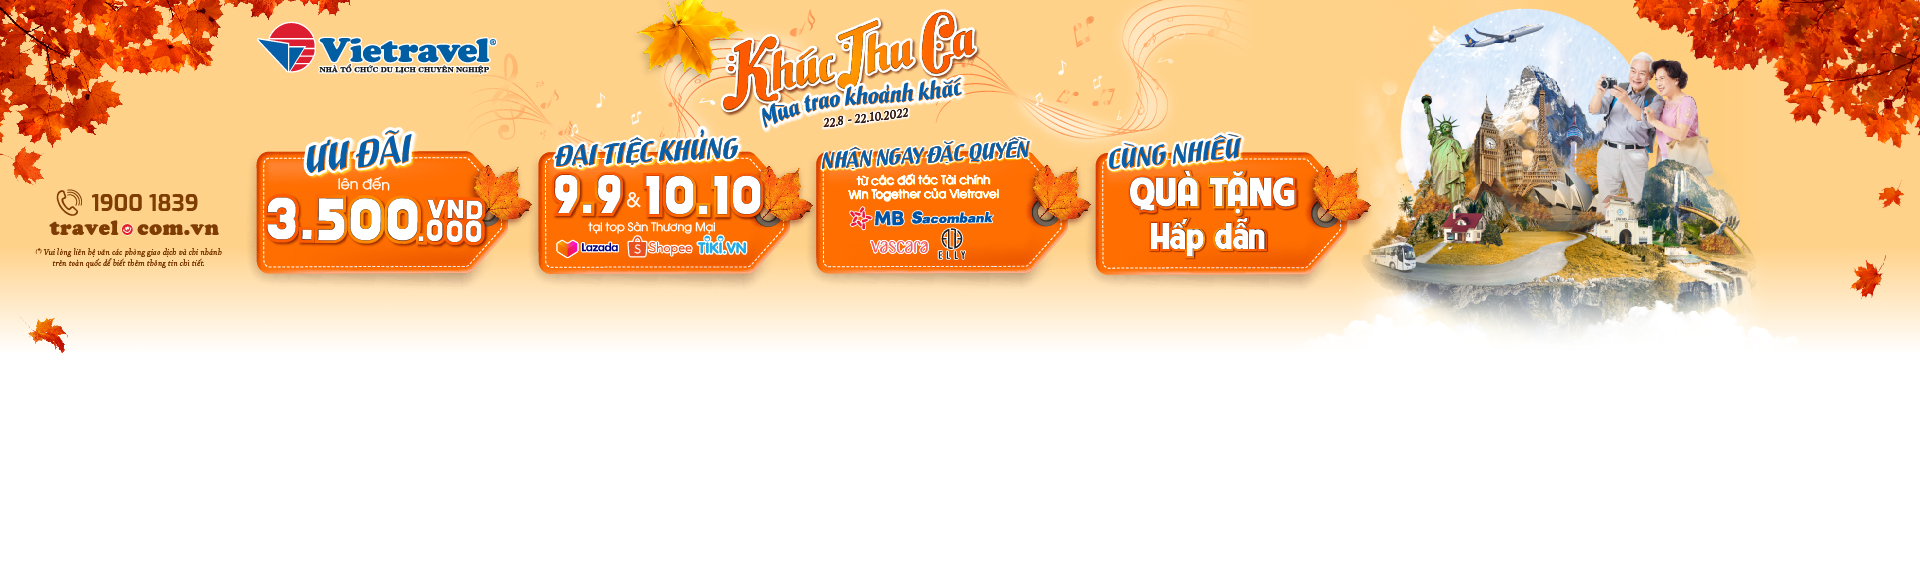 Vietravel®
NHÀ TỔ CHỨC DU LỊCH CHUYÊN NGHIỆP
Khúc Thu Ca
Mùa trao khoảnh khắc
22.8 - 22.10.2022
1900 1839
travel.com.vn
(*) Vui lòng liên hệ văn các phòng giao dịch và chi nhánh
trên toàn quốc để biết thêm thông tin chi tiết.
ƯU ĐÃI
lên đến
3.500.000 VND
ĐẠI TIỆC KHỦNG
9.9 & 10.10
tại top Sàn Thương Mại
Lazada Shopee TIKI.VN
NHẬN NGAY ĐẶC QUYỀN
từ các đối tác Tài chính
Win Together của Vietravel
MB Sacombank
vascara ELLY
CÙNG NHIỀU
QUÀ TẶNG
Hấp dẫn